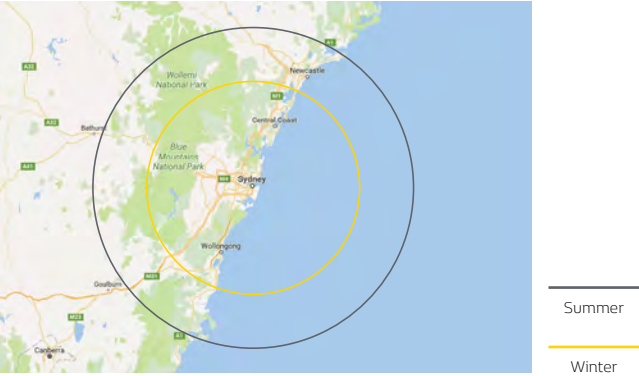 A1
A39
Newcastle
Wollemi
National Park
M1
A32
Bathurst
Central Coast
Blue
Mountains
National Park
A41
M4
Sydney
Wollongong
M31
Goulburn
M23
A1
Canberra
Summer
Winter